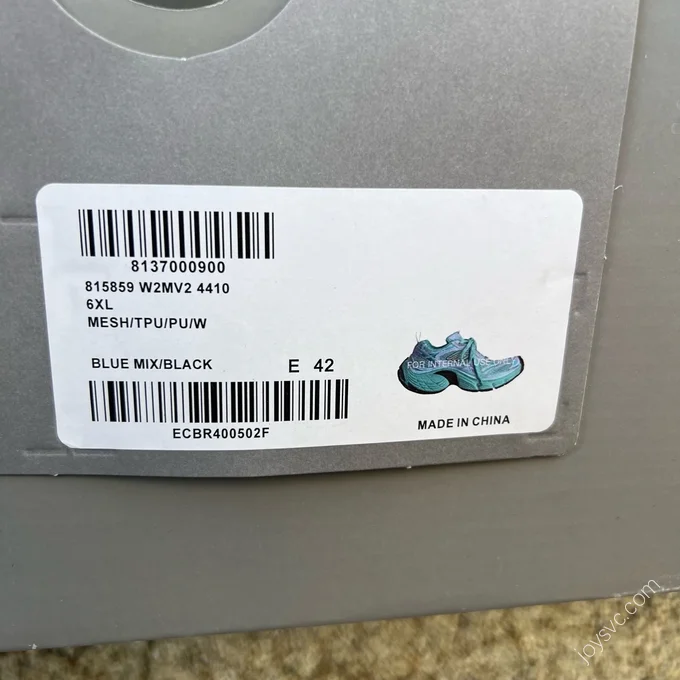 8137000900
815859 W2MV2 4410
6XL
MESH/TPU/PU/W
FOR INTERNAL USE ONLY
BLUE MIX/BLACK E 42
ECBR400502F
MADE IN CHINA
joysvc.com